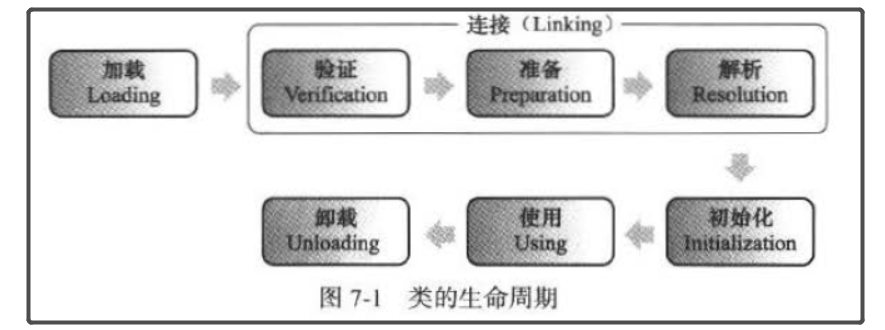 连接（Linking）
加载
Loading
验证
Verification
准备
Preparation
解析
Resolution
初始化
Initialization
使用
Using
卸载
Unloading
图 7-1 类的生命周期